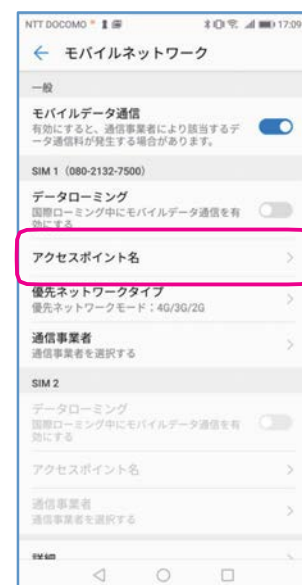 NTT DOCOMO 17:09
モバイルネットワーク
一般
モバイルデータ通信
有効にすると、通信事業者により該当するデ
ータ通信料が発生する場合があります。
SIM 1（080-2132-7500）
データローミング
国際ローミング中にモバイルデータ通信を有
効にする
アクセスポイント名
優先ネットワークタイプ
優先ネットワークモード：4G/3G/2G
通信事業者
通信事業者を選択する
SIM 2
データローミング
国際ローミング中にモバイルデータ通信を有
効にする
アクセスポイント名
通信事業者
通信事業者を選択する
詳細